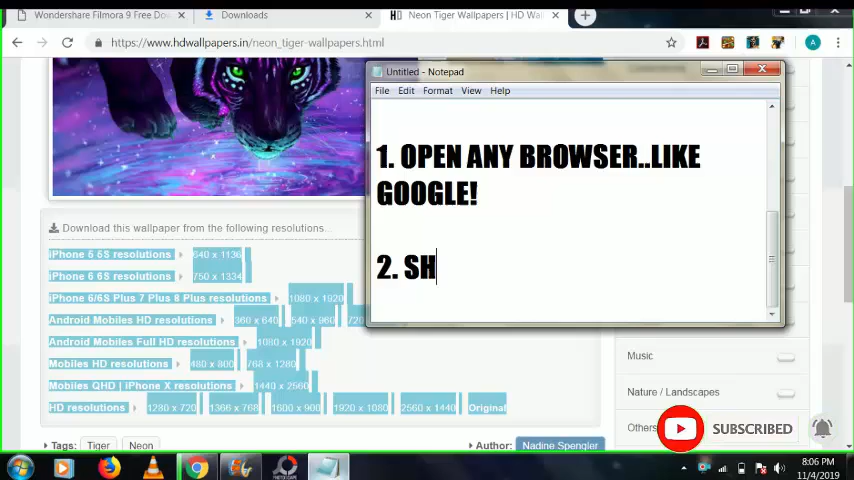 Wondershare Filmora 9 Free Do
Downloads
HD Neon Tiger Wallpapers | HD Wal
https://www.hdwallpapers.in/neon_tiger-wallpapers.html
A
Untitled - Notepad
File Edit Format View Help
1. OPEN ANY BROWSER..LIKE
GOOGLE!
2. SH
Download this wallpaper from the following resolutions...
iPhone 5 5S resolutions 640 x 1136
iPhone 6 6S resolutions 750 x 1334
iPhone 6/6S Plus 7 Plus 8 Plus resolutions 1080 x 1920
Android Mobiles HD resolutions 360 x 640 540 x 960 720
Android Mobiles Full HD resolutions 1080 x 1920
Mobiles HD resolutions 480 x 800 768 x 1280
Mobiles QHD | iPhone X resolutions 1440 x 2560
HD resolutions 1280 x 720 1366 x 768 1600 x 900 1920 x 1080 2560 x 1440 Original
Tags: Tiger Neon
Author: Nadine Spengler
Music
Nature / Landscapes
Others
SUBSCRIBED
8:06 PM
11/4/2019